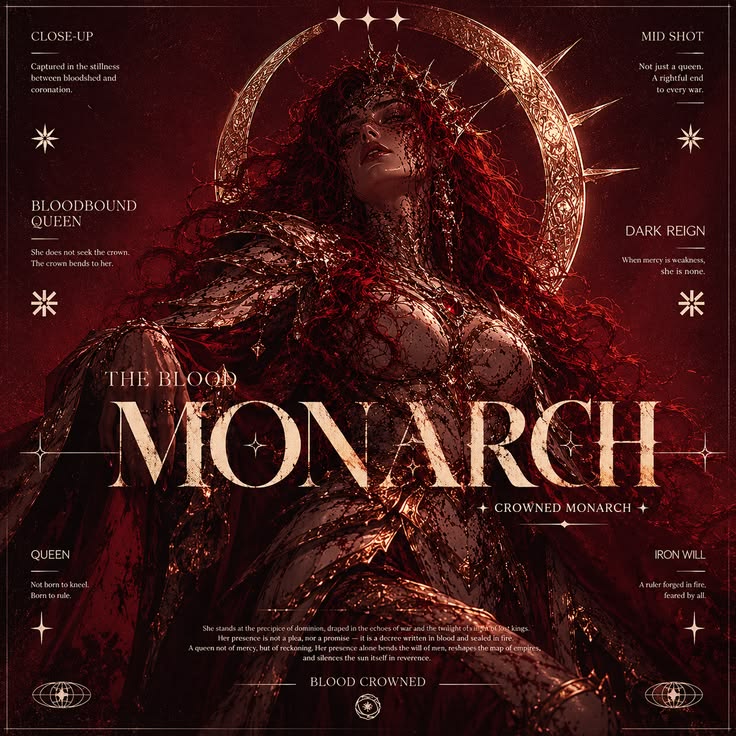 CLOSE-UP
Captured in the stillness
between bloodshed and
coronation.
MID SHOT
Not just a queen.
A rightful end
to every war.
BLOODBOUND
QUEEN
She does not seek the crown.
The crown bends to her.
DARK REIGN
When mercy is weakness,
she is none.
THE BLOOD
MONARCH
CROWNED MONARCH
QUEEN
Not born to kneel.
Born to rule.
IRON WILL
A ruler forged in fire,
feared by all.
She stands at the precipice of dominion, draped in the echoes of war and the twilight of lost kings.
Her presence is not a plea, nor a promise — it is a decree written in blood and sealed in fire.
A queen not of mercy, but of reckoning. Her presence alone bends the will of men, reshapes the map of empires,
and silences the sun itself in reverence.
BLOOD CROWNED